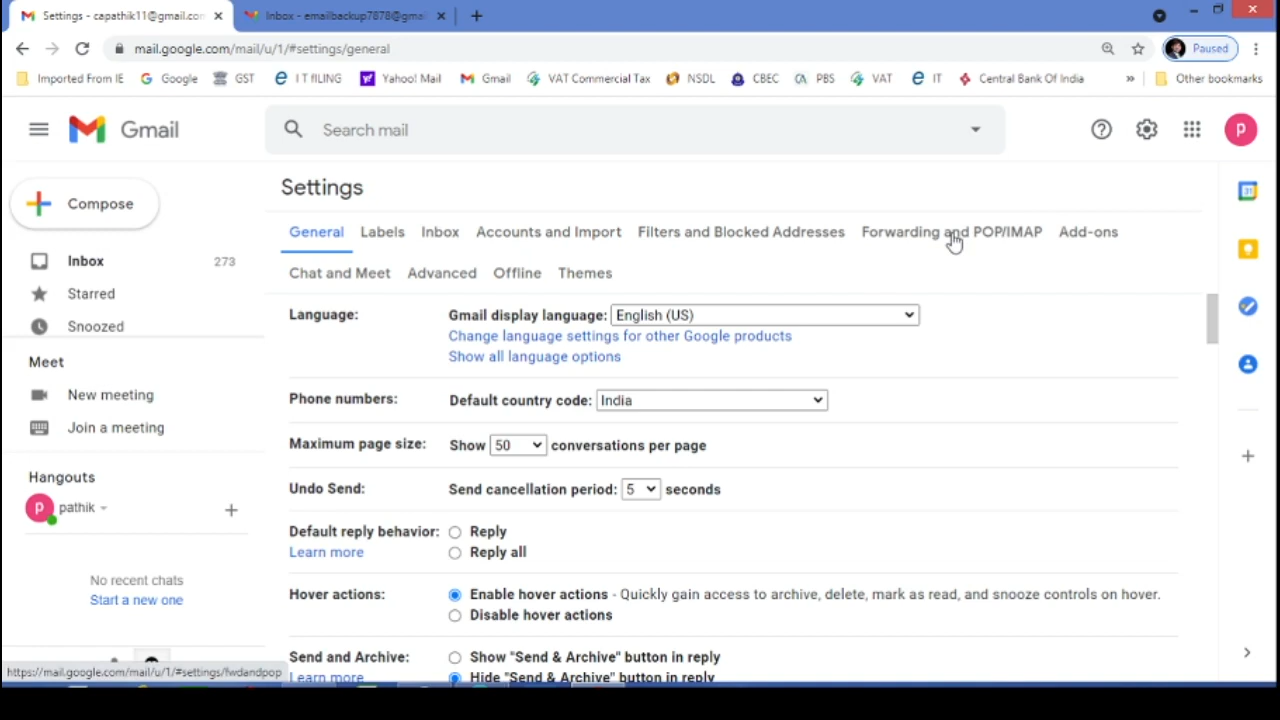 Settings - capathik11@gmail.con
Inbox - emailbackup7878@gmai
mail.google.com/mail/u/1/#settings/general
Paused
Imported From IE
Google
GST
I T fILING
Yahoo! Mail
Gmail
VAT Commercial Tax
NSDL
CBEC
PBS
VAT
IT
Central Bank Of India
»
Other bookmarks
Gmail
Search mail
P
Compose
Settings
General
Labels
Inbox
Accounts and Import
Filters and Blocked Addresses
Forwarding and POP/IMAP
Add-ons
Chat and Meet
Advanced
Offline
Themes
Inbox 273
Starred
Snoozed
Meet
New meeting
Join a meeting
Hangouts
P
pathik
No recent chats
Start a new one
Language:
Gmail display language: English (US)
Change language settings for other Google products
Show all language options
Phone numbers:
Default country code: India
Maximum page size:
Show 50 conversations per page
Undo Send:
Send cancellation period: 5 seconds
Default reply behavior:
Learn more
Reply
Reply all
Hover actions:
Enable hover actions - Quickly gain access to archive, delete, mark as read, and snooze controls on hover.
Disable hover actions
Send and Archive:
Learn more
Show "Send & Archive" button in reply
Hide "Send & Archive" button in reply
31
https://mail.google.com/mail/u/1/#settings/fwdandpop